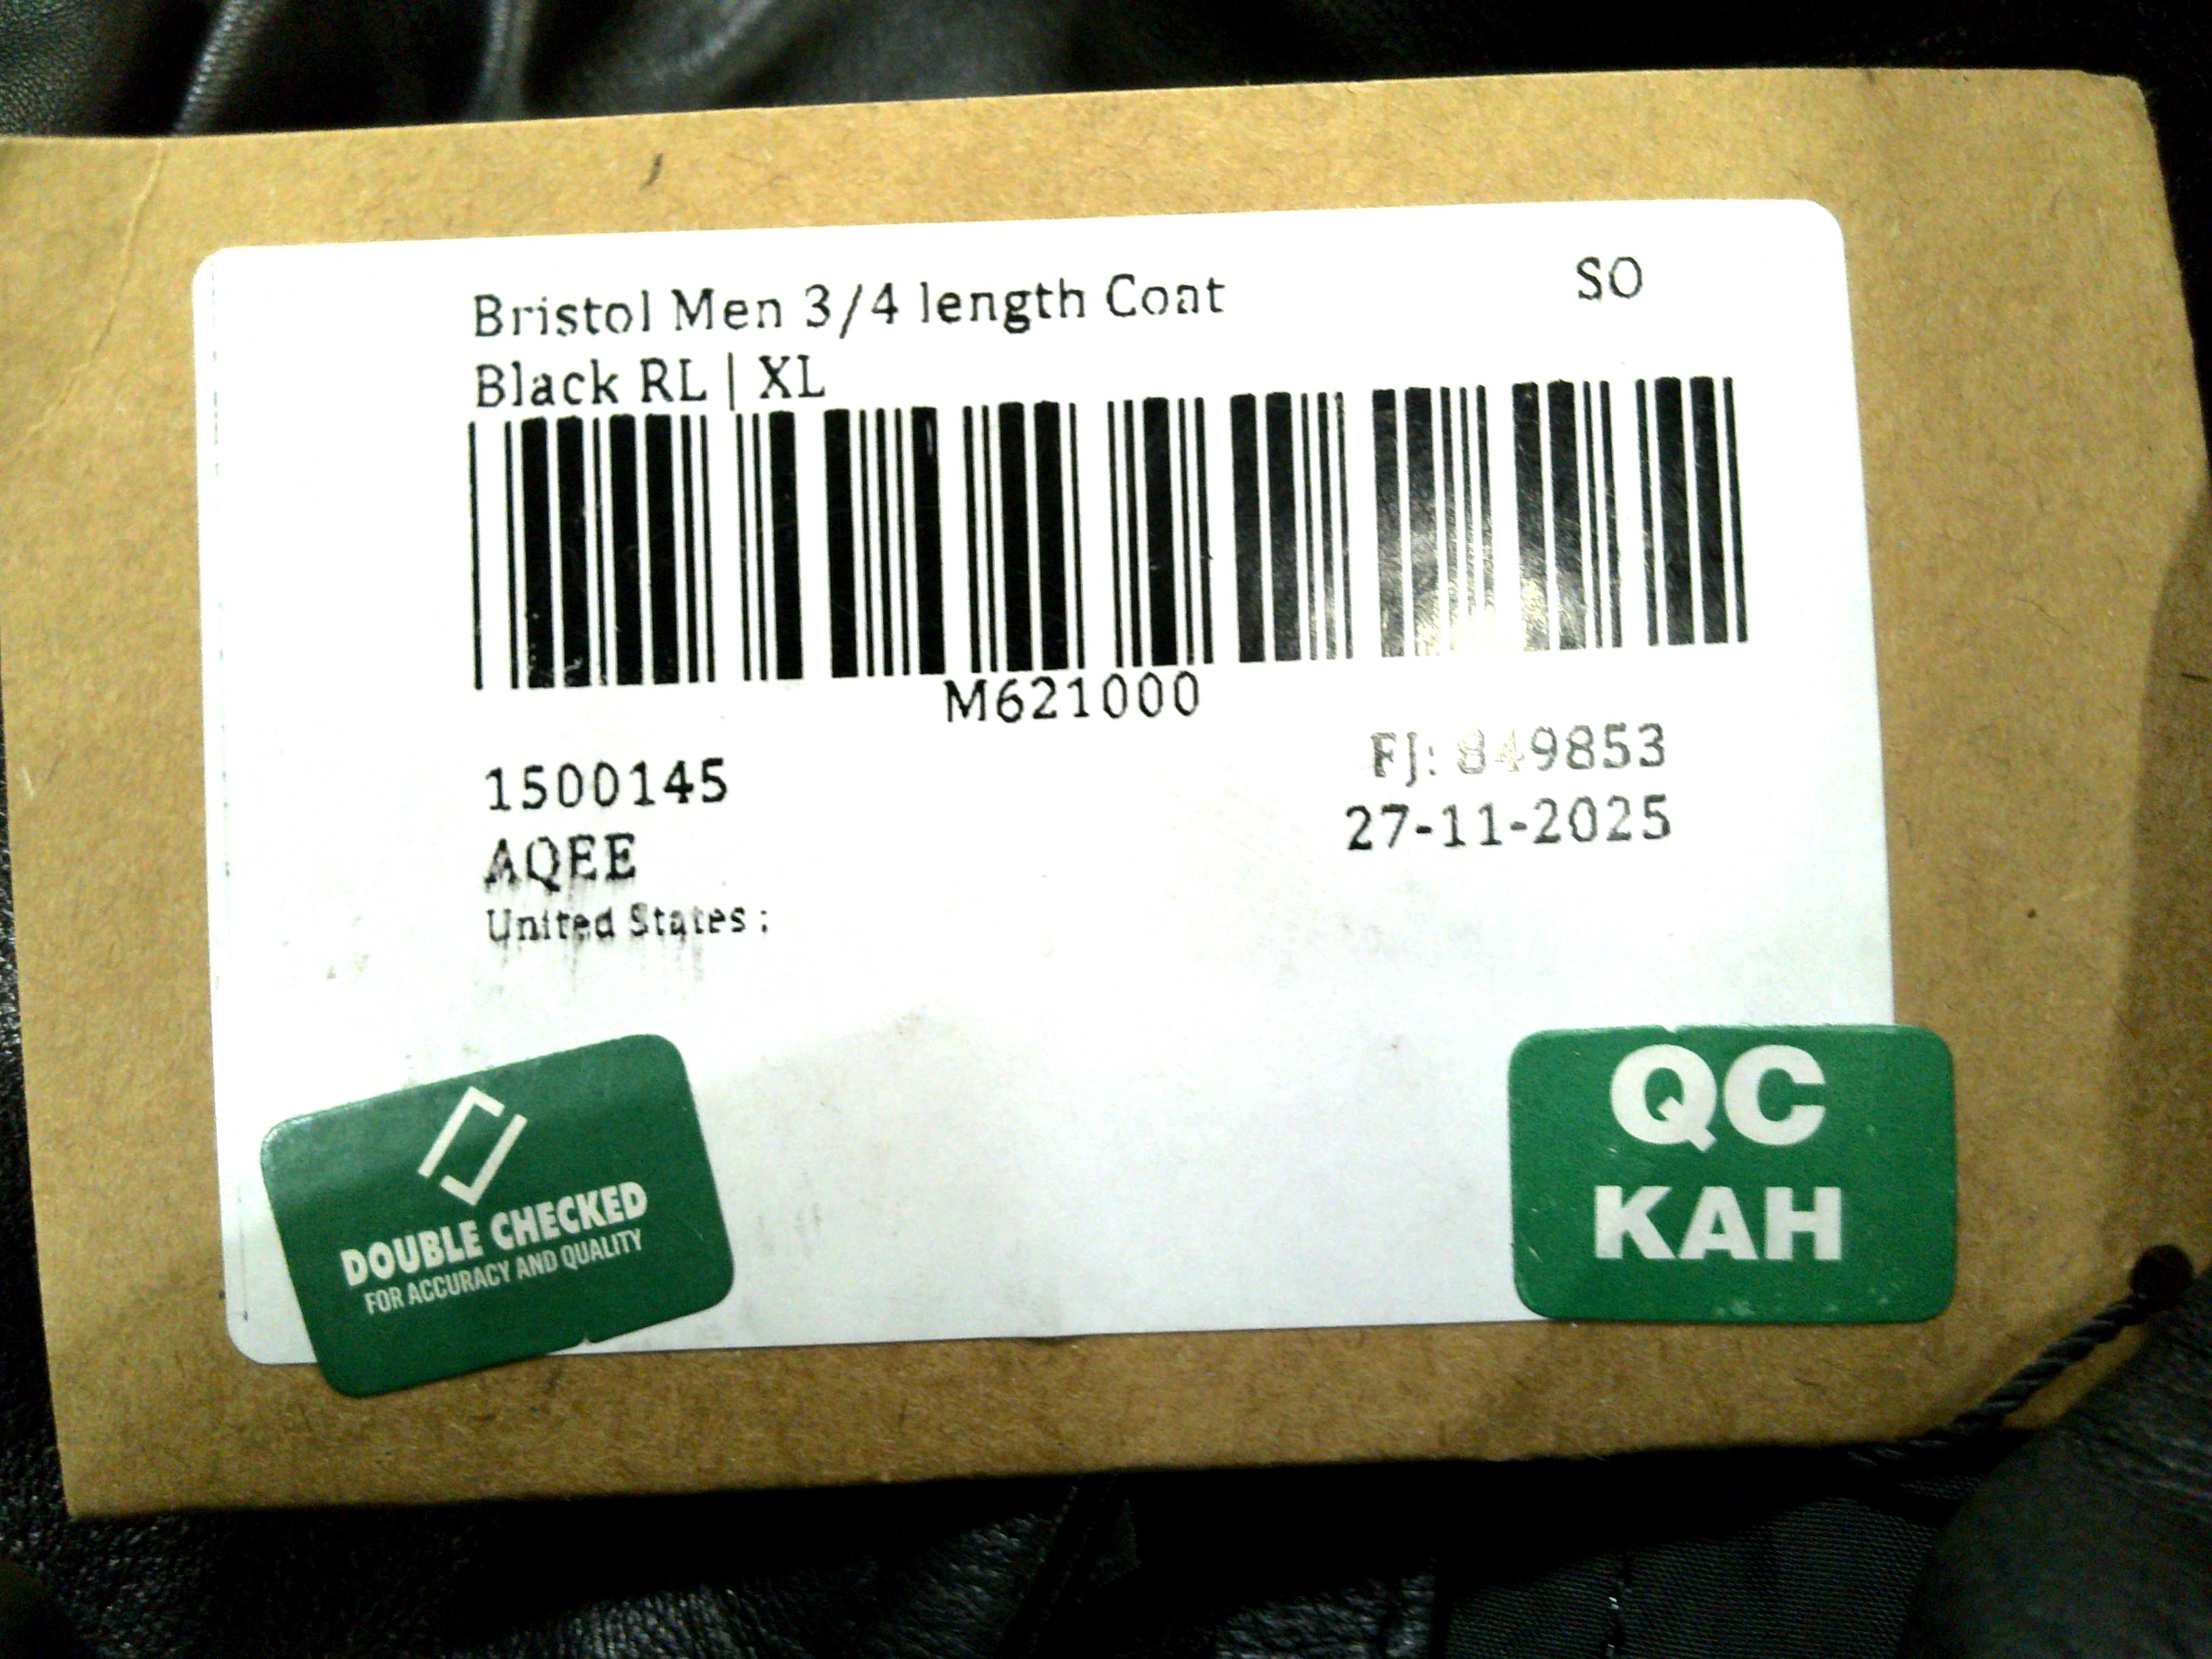 Bristol Men 3/4 length Coat
SO
Black RL | XL
M621000
1500145
FJ: 849853
AQEE
27-11-2025
United States :
DOUBLE CHECKED
FOR ACCURACY AND QUALITY
QC
KAH